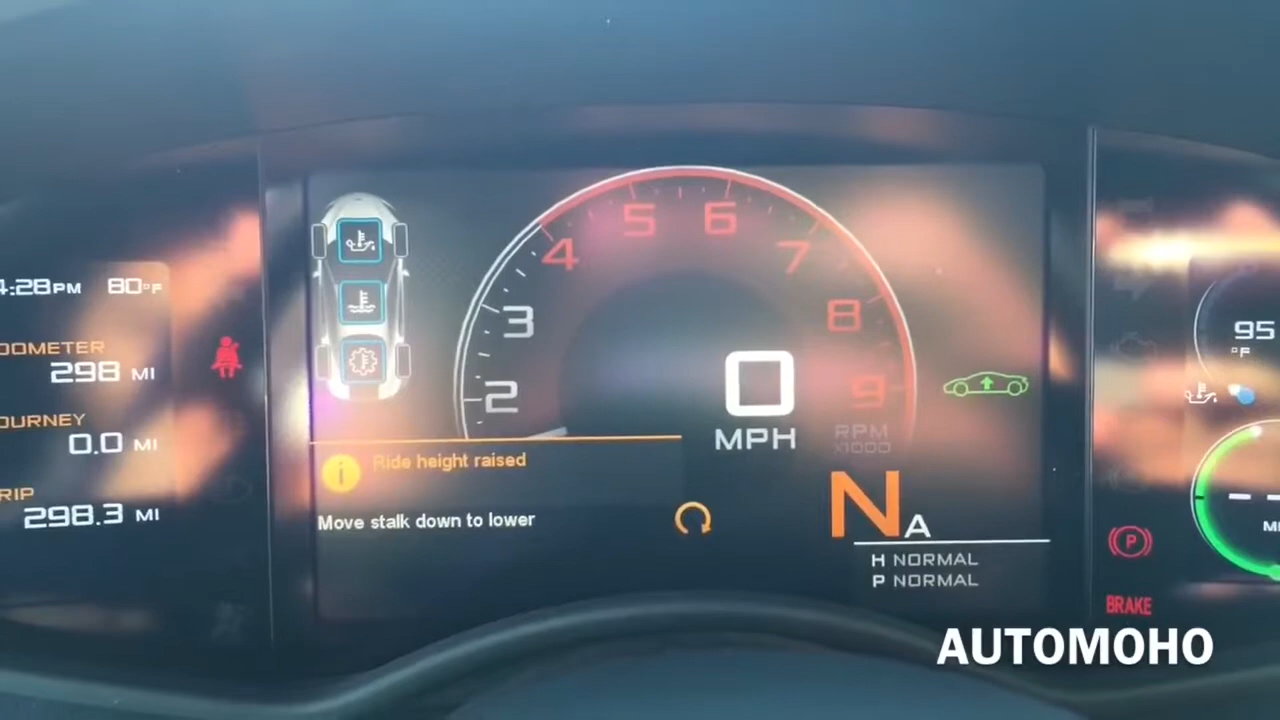 4:28PM 80°F
ODOMETER
298 MI
JOURNEY
0.0 MI
TRIP
298.3 MI
2
3
4
5
6
7
8
9
0
MPH
RPM
X1000
i Ride height raised
Move stalk down to lower
N A
H NORMAL
P NORMAL
95
°F
P
BRAKE
AUTOMOHO